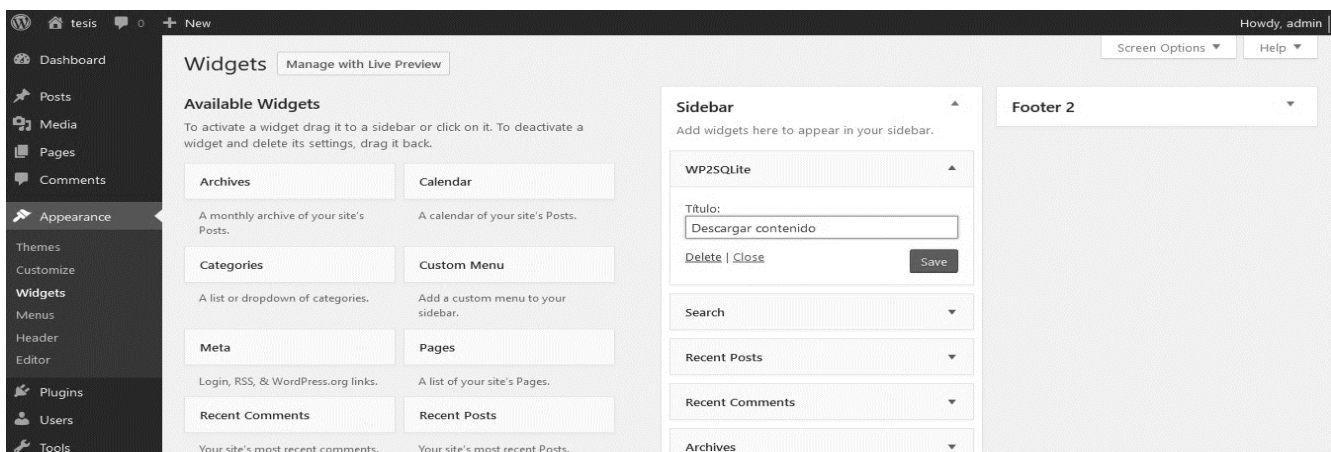 tesis 0 + New
Howdy, admin
Dashboard
Posts
Media
Pages
Comments
Appearance
Themes
Customize
Widgets
Menus
Header
Editor
Plugins
Users
Tools
Screen Options
Help
Widgets
Manage with Live Preview
Available Widgets
To activate a widget drag it to a sidebar or click on it. To deactivate a
widget and delete its settings, drag it back.
Archives
A monthly archive of your site's
Posts.
Calendar
A calendar of your site's Posts.
Categories
A list or dropdown of categories.
Custom Menu
Add a custom menu to your
sidebar.
Meta
Login, RSS, & WordPress.org links.
Pages
A list of your site's Pages.
Recent Comments
Your site's most recent comments.
Recent Posts
Your site's most recent Posts.
Sidebar
Add widgets here to appear in your sidebar.
WP2SQLite
Título:
Descargar contenido
Delete | Close
Save
Search
Recent Posts
Recent Comments
Archives
Footer 2